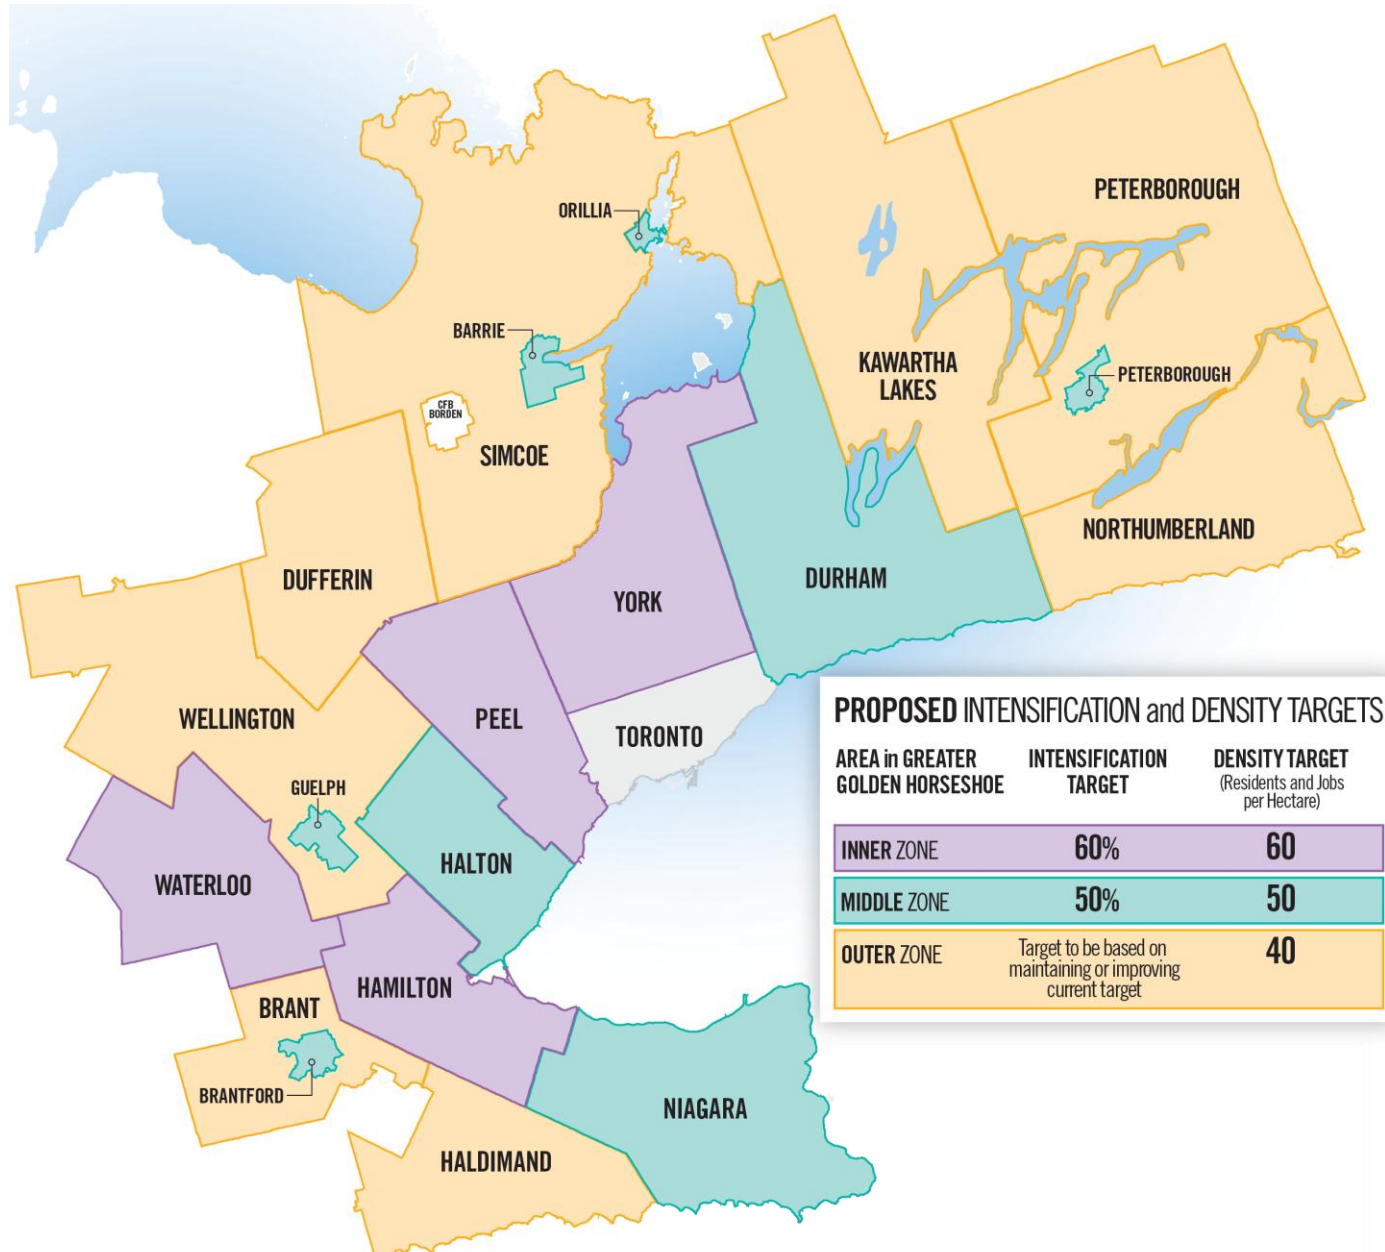 PETERBOROUGH
ORILLIA
BARRIE
KAWARTHA
LAKES
PETERBOROUGH
CFB
BORDEN
SIMCOE
NORTHUMBERLAND
DUFFERIN
YORK
DURHAM
WELLINGTON
PEEL
TORONTO
GUELPH
HALTON
WATERLOO
HAMILTON
BRANT
BRANTFORD
NIAGARA
HALDIMAND
PROPOSED INTENSIFICATION and DENSITY TARGETS
AREA in GREATER
GOLDEN HORSESHOE
INTENSIFICATION
TARGET
DENSITY TARGET
(Residents and Jobs
per Hectare)
INNER ZONE 60% 60
MIDDLE ZONE 50% 50
OUTER ZONE
Target to be based on
maintaining or improving
current target
40